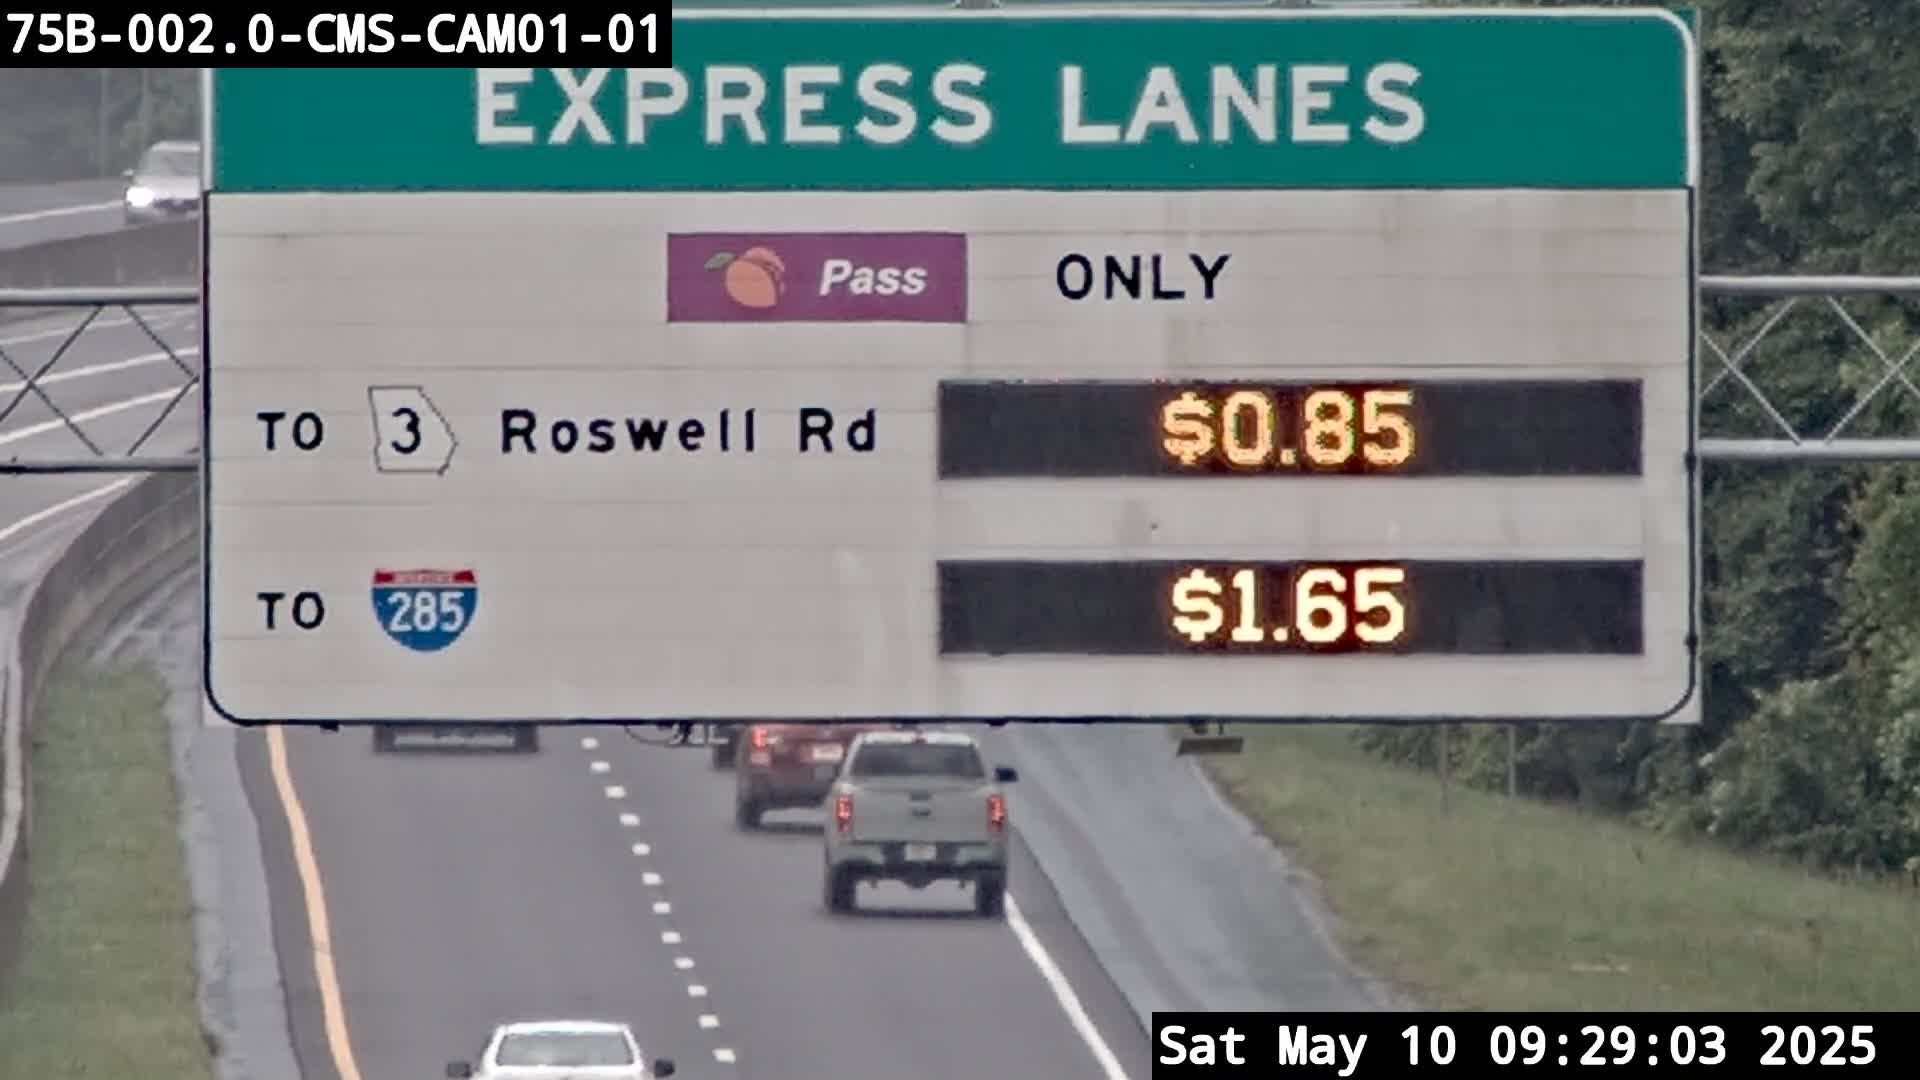 75B-002.0-CMS-CAM01-01
EXPRESS LANES
Pass ONLY
TO 3 Roswell Rd $0.85
TO 285 $1.65
Sat May 10 09:29:03 2025